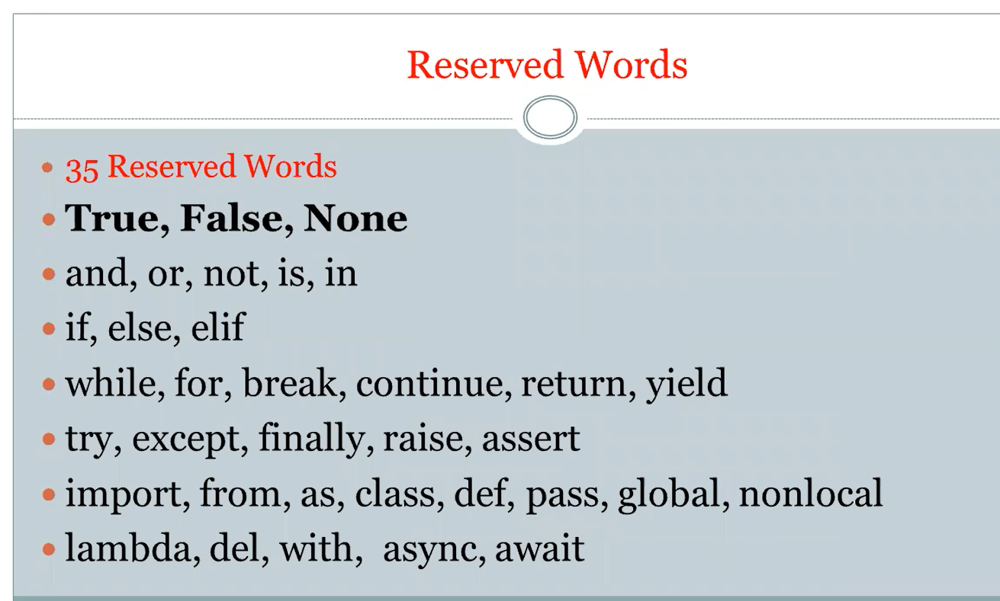 Reserved Words
• 35 Reserved Words
• True, False, None
• and, or, not, is, in
• if, else, elif
• while, for, break, continue, return, yield
• try, except, finally, raise, assert
• import, from, as, class, def, pass, global, nonlocal
• lambda, del, with,  async, await